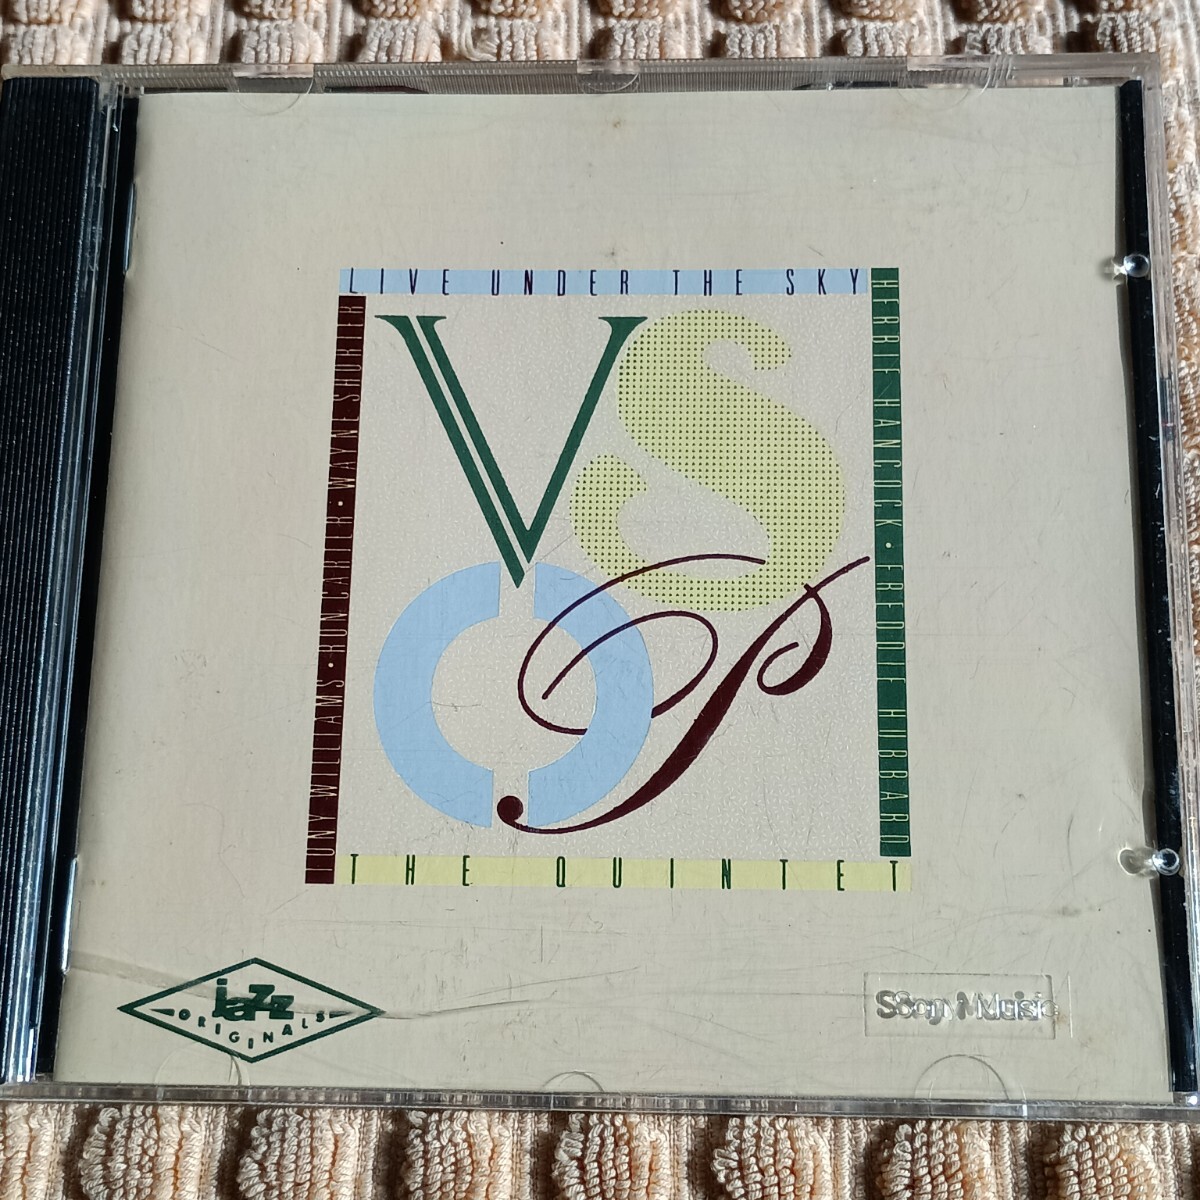 LIVE UNDER THE SKY
HERBIE HANCOCK · FREDDIE HUBBARD
TONY WILLIAMS · RON CARTER · WAYNE SHORTER
VSOP
THE QUINTET
jazz
ORIGINALS
Sony Music